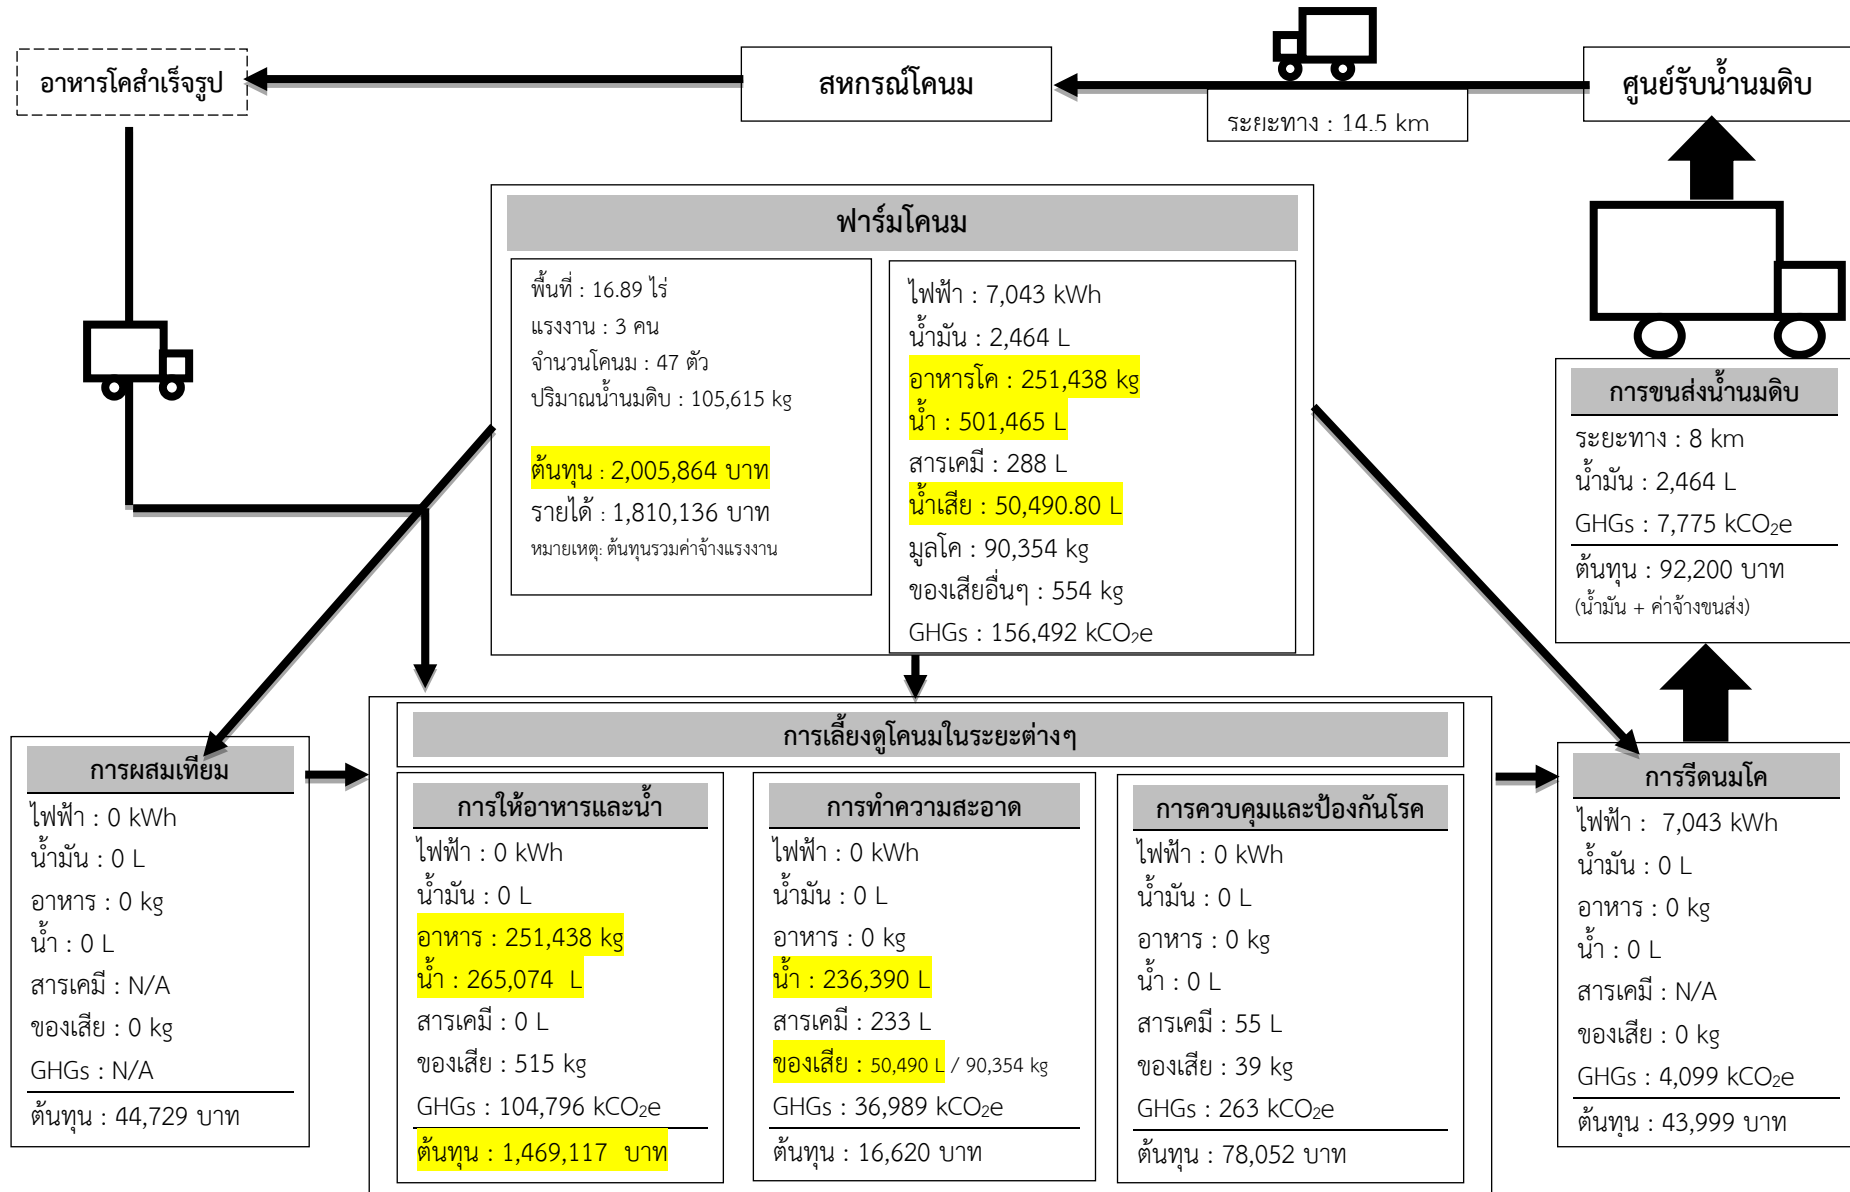 อาหารโคสำเร็จรูป
สหกรณ์โคนม
ศูนย์รับน้ำนมดิบ
ระยะทาง : 14.5 km
ฟาร์มโคนม
พื้นที่ : 16.89 ไร่
แรงงาน : 3 คน
จำนวนโคนม : 47 ตัว
ปริมาณน้ำนมดิบ : 105,615 kg
ต้นทุน : 2,005,864 บาท
รายได้ : 1,810,136 บาท
หมายเหตุ: ต้นทุนรวมค่าจ้างแรงงาน
ไฟฟ้า : 7,043 kWh
น้ำมัน : 2,464 L
อาหารโค : 251,438 kg
น้ำ : 501,465 L
สารเคมี : 288 L
น้ำเสีย : 50,490.80 L
มูลโค : 90,354 kg
ของเสียอื่นๆ : 554 kg
GHGs : 156,492 kCO₂e
การขนส่งน้ำนมดิบ
ระยะทาง : 8 km
น้ำมัน : 2,464 L
GHGs : 7,775 kCO₂e
ต้นทุน : 92,200 บาท
(น้ำมัน + ค่าจ้างขนส่ง)
การเลี้ยงดูโคนมในระยะต่างๆ
การผสมเทียม
ไฟฟ้า : 0 kWh
น้ำมัน : 0 L
อาหาร : 0 kg
น้ำ : 0 L
สารเคมี : N/A
ของเสีย : 0 kg
GHGs : N/A
ต้นทุน : 44,729 บาท
การให้อาหารและน้ำ
ไฟฟ้า : 0 kWh
น้ำมัน : 0 L
อาหาร : 251,438 kg
น้ำ : 265,074 L
สารเคมี : 0 L
ของเสีย : 515 kg
GHGs : 104,796 kCO₂e
ต้นทุน : 1,469,117 บาท
การทำความสะอาด
ไฟฟ้า : 0 kWh
น้ำมัน : 0 L
อาหาร : 0 kg
น้ำ : 236,390 L
สารเคมี : 233 L
ของเสีย : 50,490 L / 90,354 kg
GHGs : 36,989 kCO₂e
ต้นทุน : 16,620 บาท
การควบคุมและป้องกันโรค
ไฟฟ้า : 0 kWh
น้ำมัน : 0 L
อาหาร : 0 kg
น้ำ : 0 L
สารเคมี : 55 L
ของเสีย : 39 kg
GHGs : 263 kCO₂e
ต้นทุน : 78,052 บาท
การรีดนมโค
ไฟฟ้า : 7,043 kWh
น้ำมัน : 0 L
อาหาร : 0 kg
น้ำ : 0 L
สารเคมี : N/A
ของเสีย : 0 kg
GHGs : 4,099 kCO₂e
ต้นทุน : 43,999 บาท